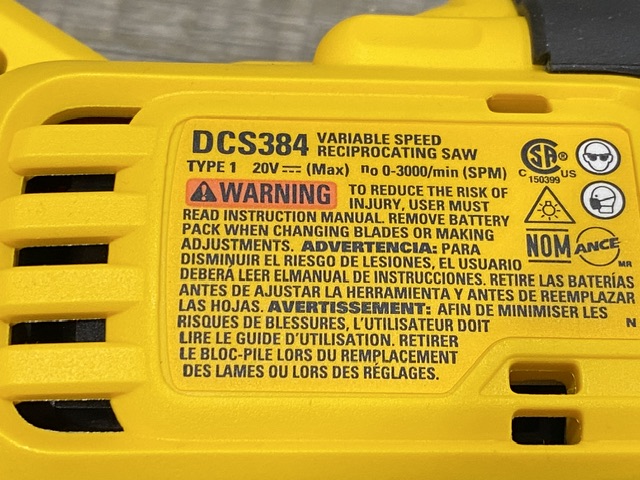 DCS384 VARIABLE SPEED
RECIPROCATING SAW
TYPE 1 20V ⎓ (Max) no 0-3000/min (SPM)
WARNING TO REDUCE THE RISK OF
INJURY, USER MUST
READ INSTRUCTION MANUAL. REMOVE BATTERY
PACK WHEN CHANGING BLADES OR MAKING
ADJUSTMENTS. ADVERTENCIA: PARA
DISMINUIR EL RIESGO DE LESIONES, EL USUARIO
DEBERÁ LEER ELMANUAL DE INSTRUCCIONES. RETIRE LAS BATERÍAS
ANTES DE AJUSTAR LA HERRAMIENTA Y ANTES DE REEMPLAZAR
LAS HOJAS. AVERTISSEMENT: AFIN DE MINIMISER LES
RISQUES DE BLESSURES, L'UTILISATEUR DOIT
LIRE LE GUIDE D'UTILISATION. RETIRER
LE BLOC-PILE LORS DU REMPLACEMENT
DES LAMES OU LORS DES RÉGLAGES.
CSA ®
C US
150399
NOM ANCE
MR
N